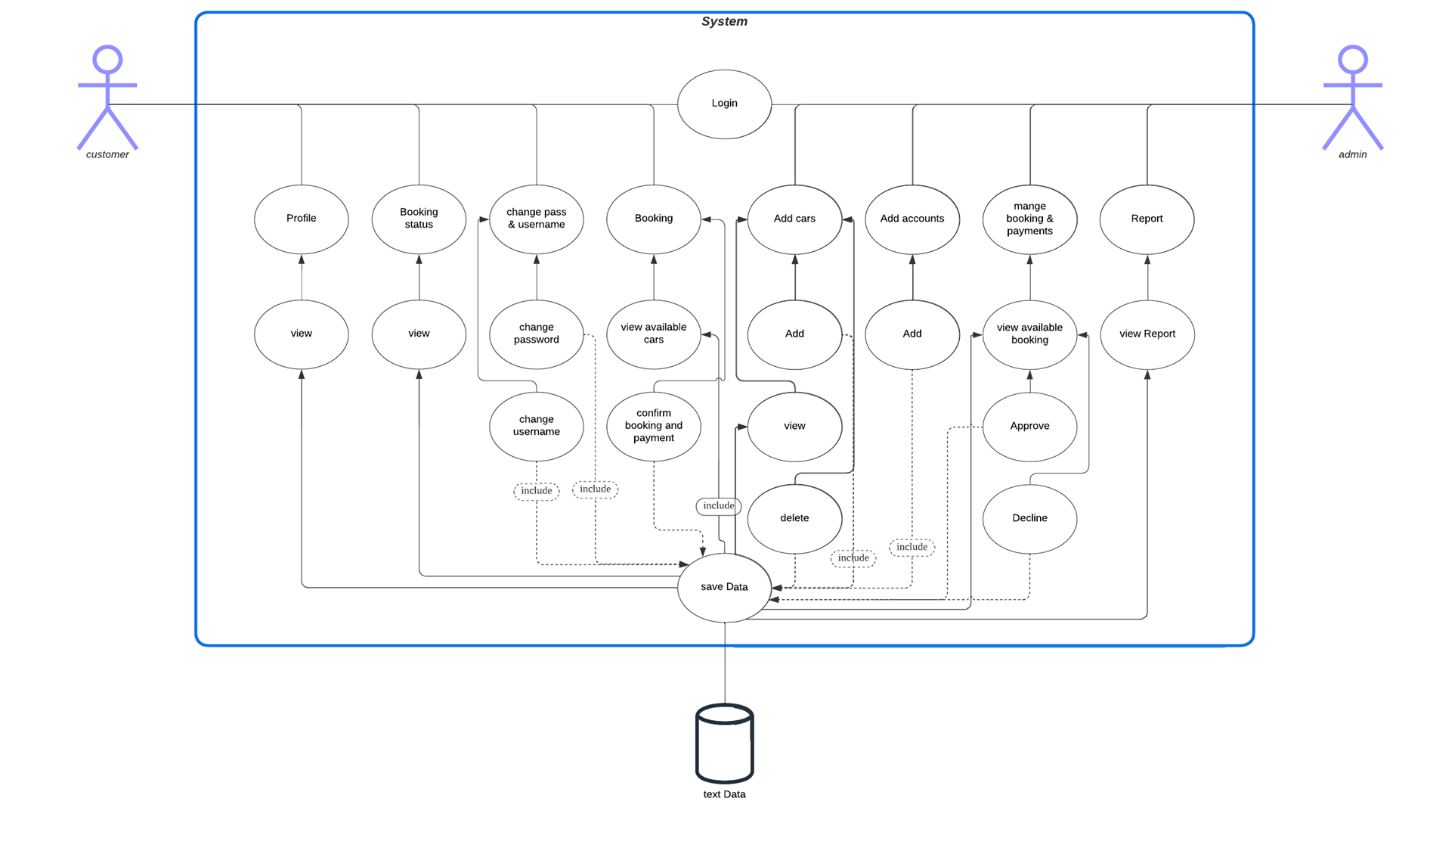 System
Login
customer
admin
Profile
Booking
status
change pass
& username
Booking
Add cars
Add accounts
mange
booking &
payments
Report
view
view
change
password
view available
cars
Add
Add
view available
booking
view Report
change
username
confirm
booking and
payment
view
Approve
include
include
include
delete
Decline
include
include
save Data
text Data